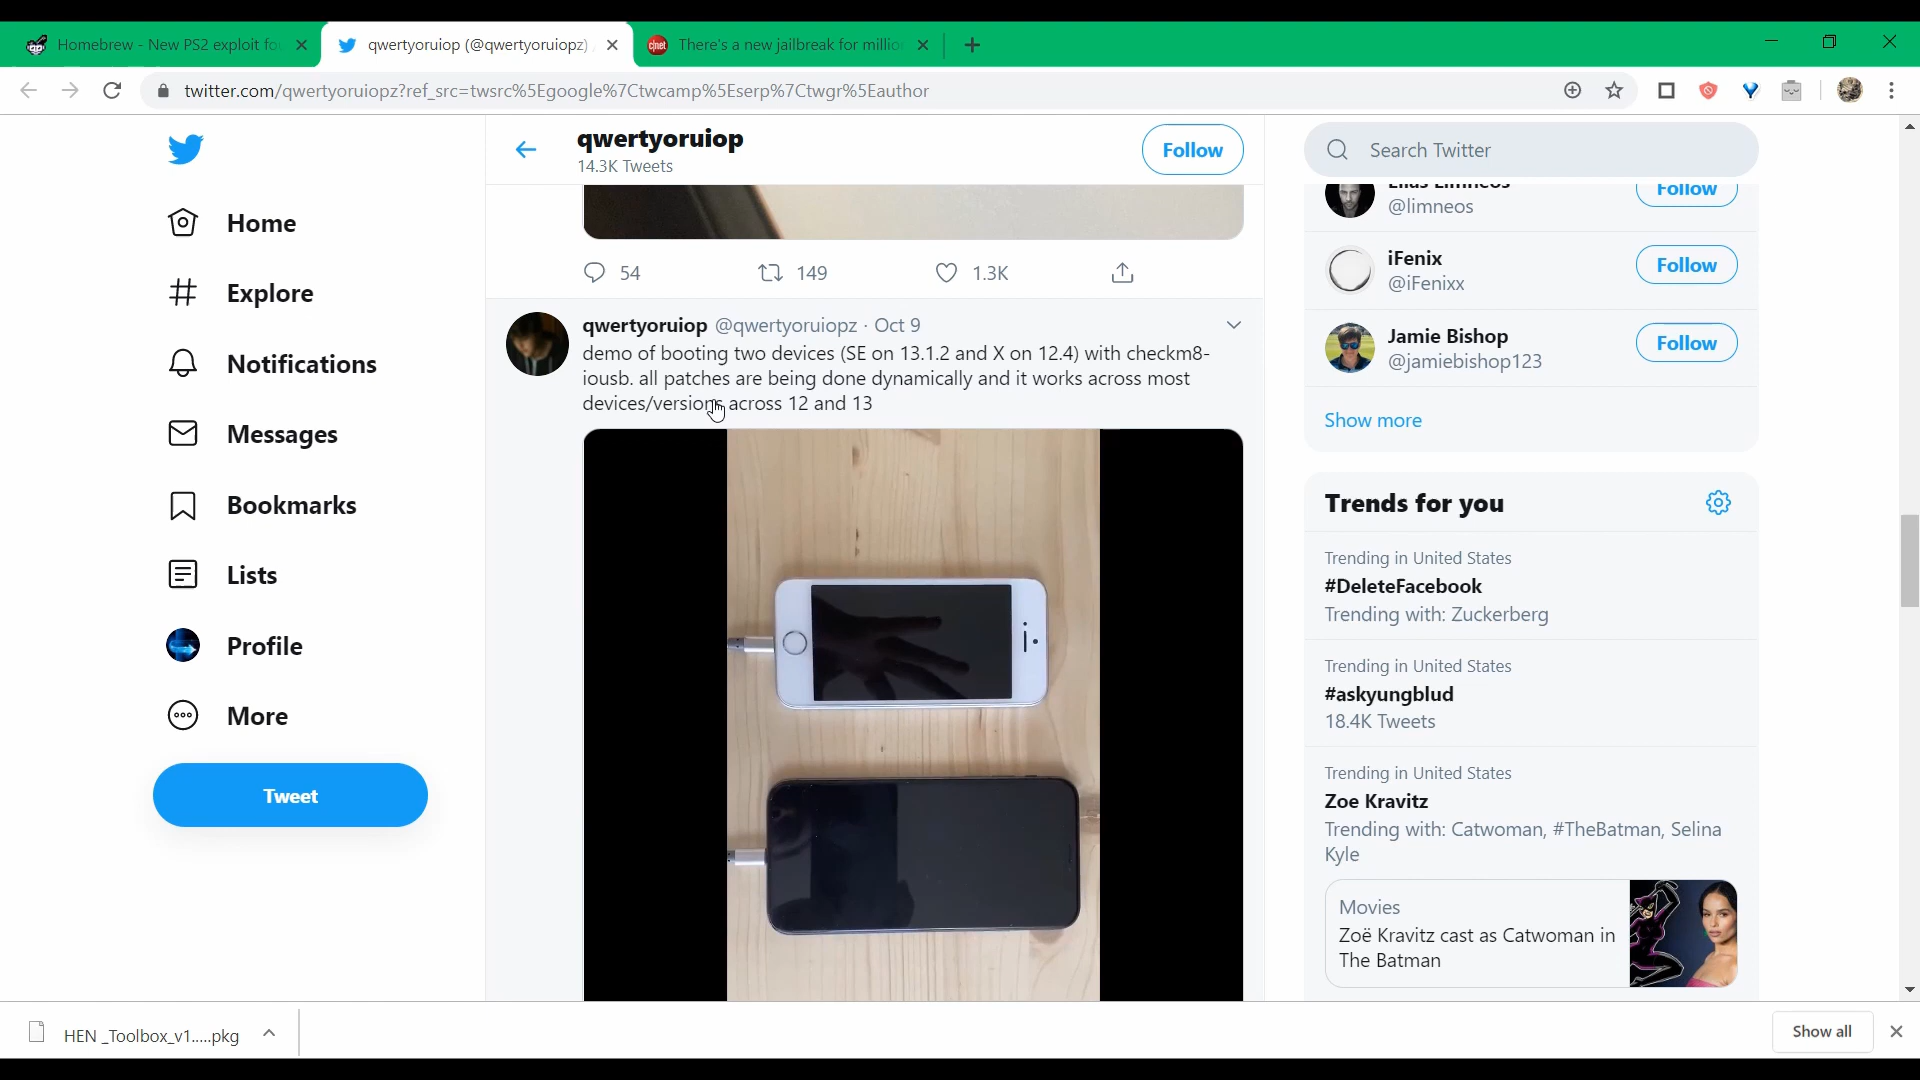 Homebrew - New PS2 exploit fo
qwertyoruiop (@qwertyoruiopz)
cnet
There's a new jailbreak for millio
twitter.com/qwertyoruiopz?ref_src=twsrc%5Egoogle%7Ctwcamp%5Eserp%7Ctwgr%5Eauthor
Home
Explore
Notifications
Messages
Bookmarks
Lists
Profile
More
Tweet
qwertyoruiop
14.3K Tweets
Follow
54 149 1.3K
qwertyoruiop @qwertyoruiopz · Oct 9
demo of booting two devices (SE on 13.1.2 and X on 12.4) with checkm8-
iousb. all patches are being done dynamically and it works across most
devices/versions across 12 and 13
Search Twitter
Elias Limneos
@limneos
Follow
iFenix
@iFenixx
Follow
Jamie Bishop
@jamiebishop123
Follow
Show more
Trends for you
Trending in United States
#DeleteFacebook
Trending with: Zuckerberg
Trending in United States
#askyungblud
18.4K Tweets
Trending in United States
Zoe Kravitz
Trending with: Catwoman, #TheBatman, Selina
Kyle
Movies
Zoë Kravitz cast as Catwoman in
The Batman
HEN _Toolbox_v1.....pkg
Show all